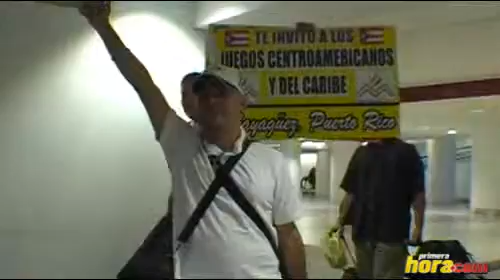 TE INVITO A LOS
JUEGOS CENTROAMERICANOS
Y DEL CARIBE
Mayagüez Puerto Rico
primera
hora.com